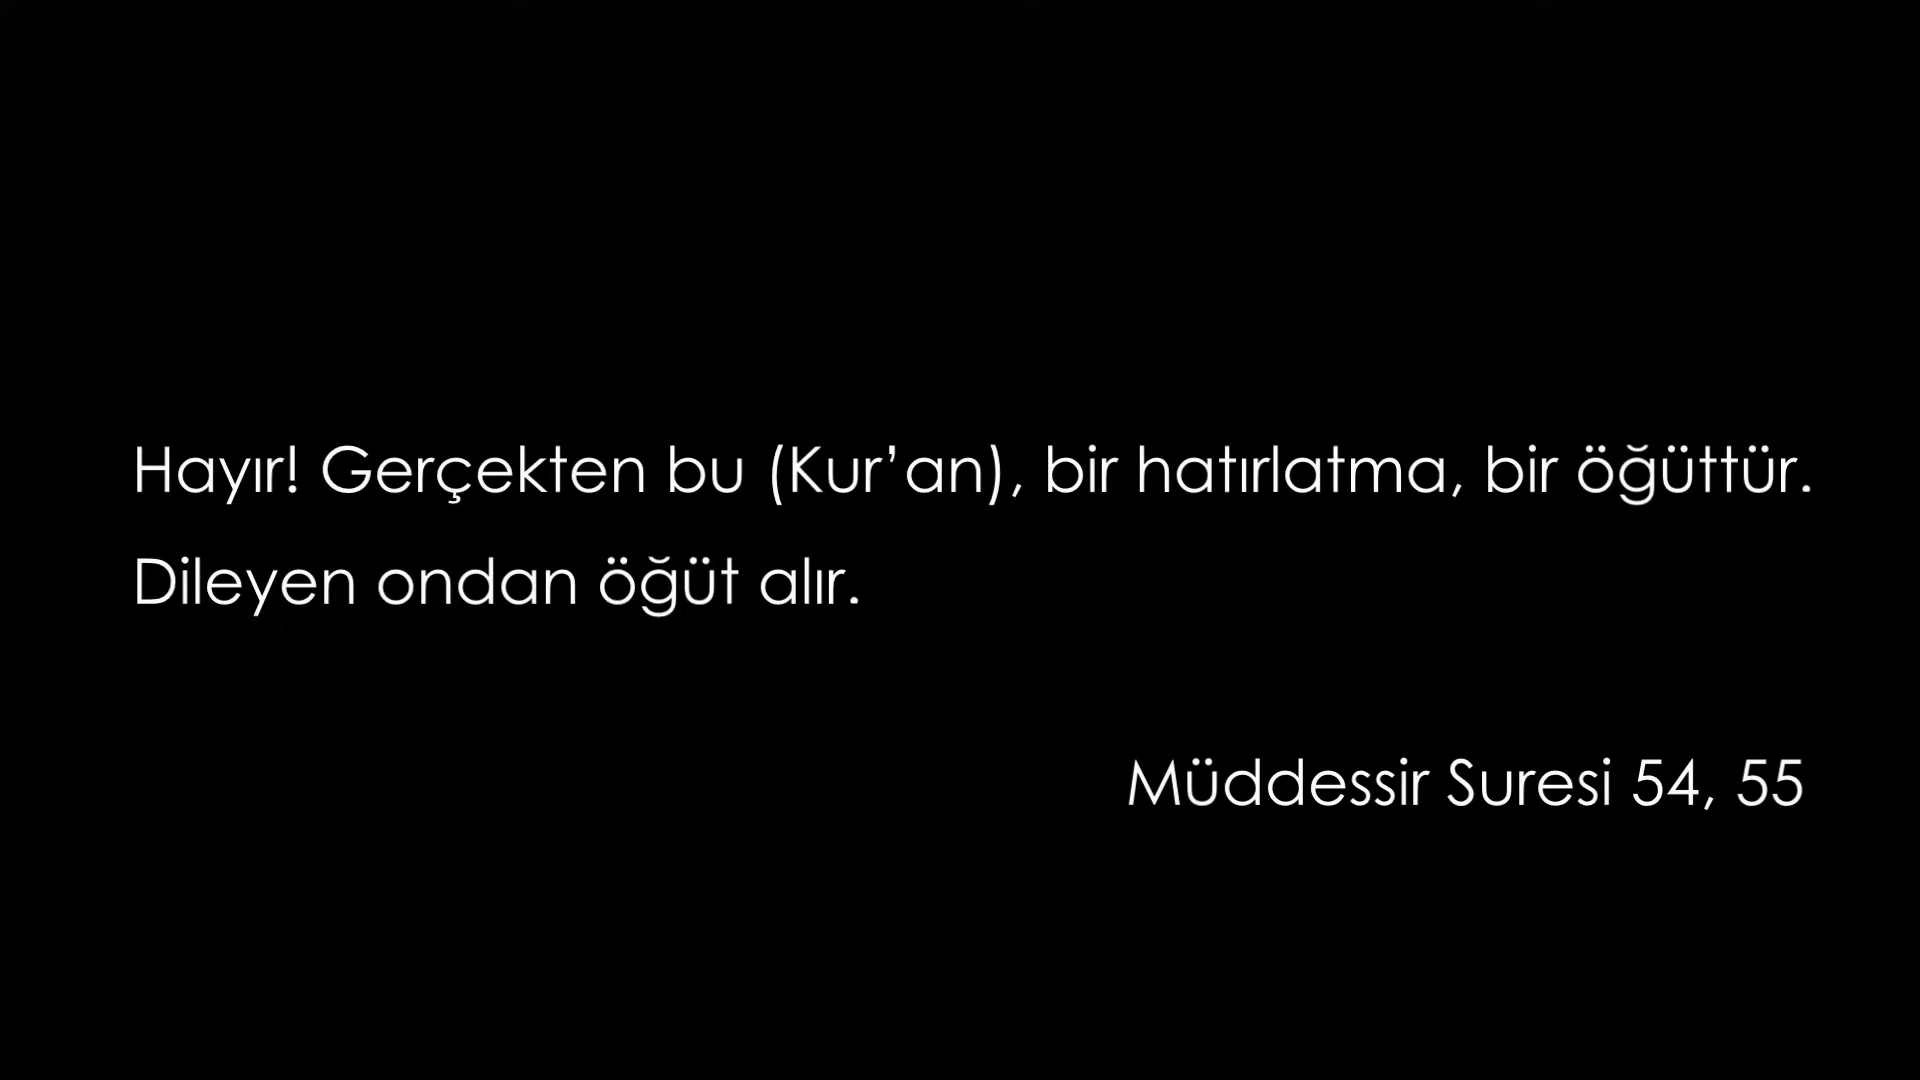 Hayır! Gerçekten bu (Kur’an), bir hatırlatma, bir öğüttür.
Dileyen ondan öğüt alır.
Müddessir Suresi 54, 55